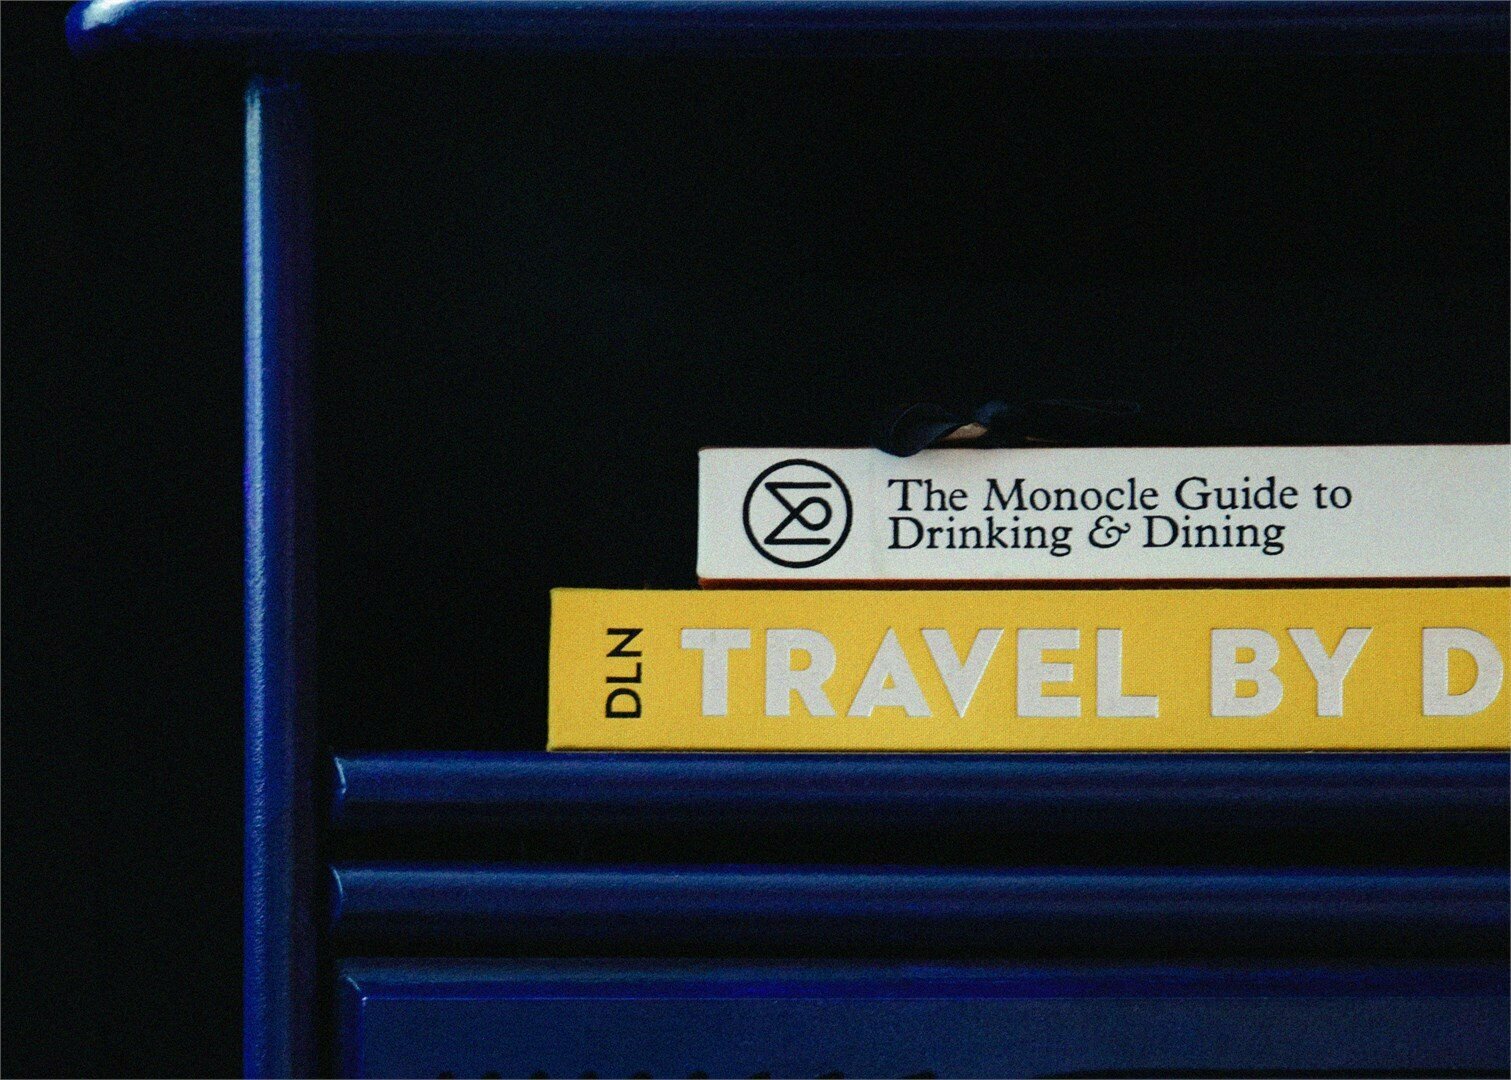 The Monocle Guide to
Drinking & Dining
DLN
TRAVEL BY D